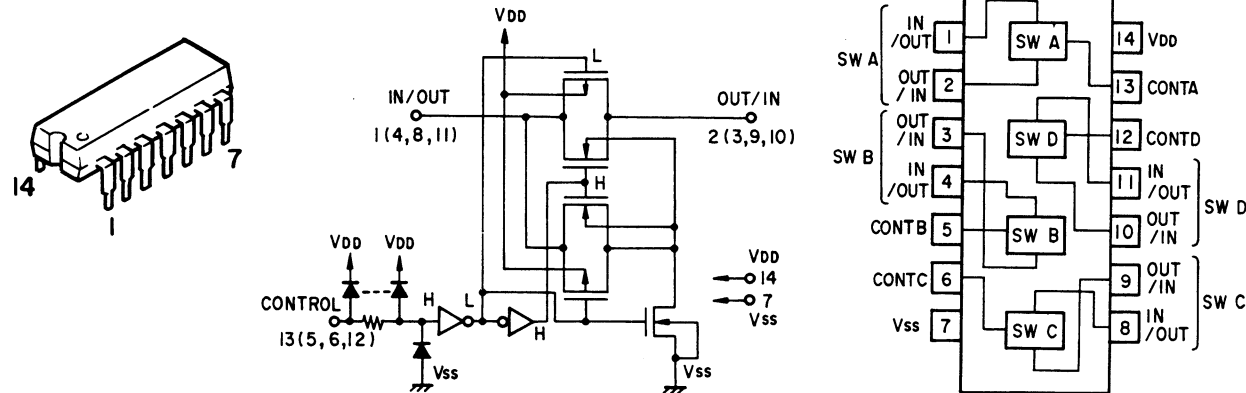 C
14
1
7
VDD
L
IN/OUT
1(4,8,11)
OUT/IN
2(3,9,10)
H
VDD
VDD
CONTROL
13(5,6,12)
H
L
H
VSS
VDD
14
7
VSS
VSS
SW A
IN
/OUT
1
OUT
/IN
2
SW B
OUT
/IN
3
IN
/OUT
4
CONTB
5
CONTC
6
VSS
7
SW A
SW D
SW B
SW C
14
VDD
13
CONTA
12
CONTD
11
IN
/OUT
10
OUT
/IN
SW D
9
OUT
/IN
8
IN
/OUT
SW C